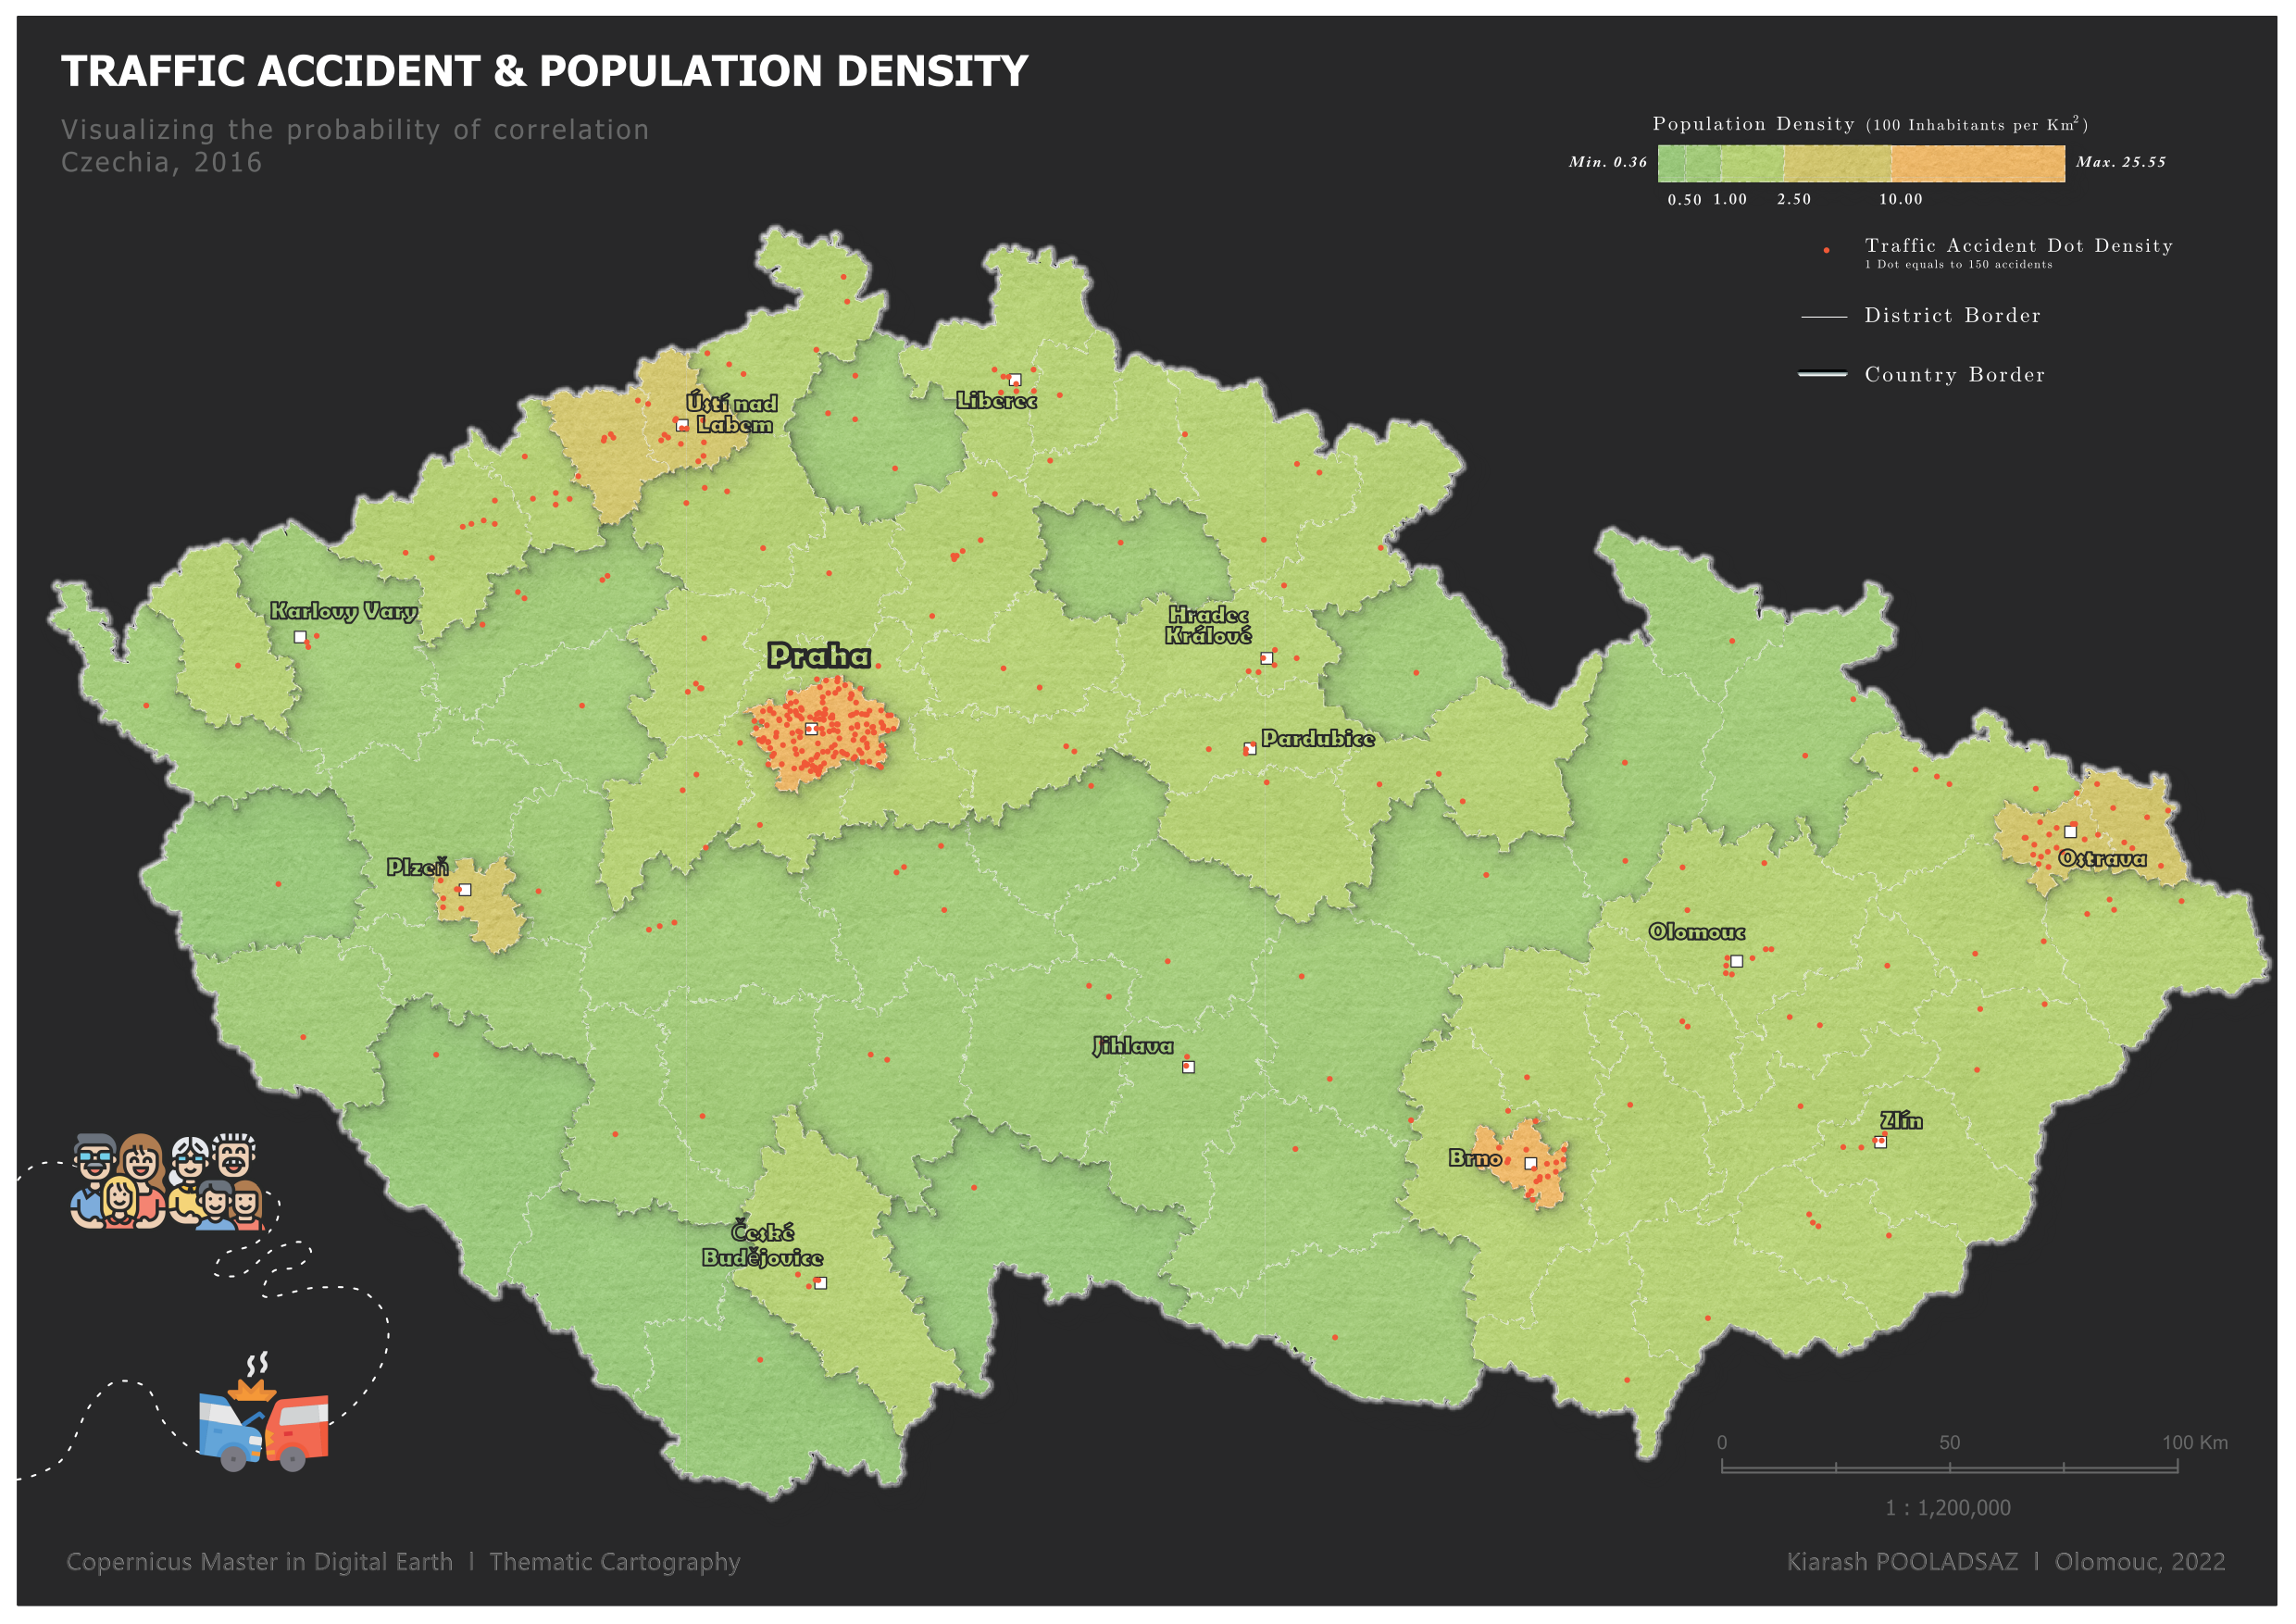 TRAFFIC ACCIDENT & POPULATION DENSITY
Visualizing the probability of correlation
Czechia, 2016
Population Density (100 Inhabitants per Km²)
Min. 0.36
Max. 25.55
0.50 1.00 2.50 10.00
Traffic Accident Dot Density
1 Dot equals to 150 accidents
District Border
Country Border
Ústí nad
Labem
Liberec
Karlovy Vary
Hradec
Králové
Praha
Pardubice
Plzeň
Ostrava
Olomouc
Jihlava
Zlín
Brno
České
Budějovice
0 50 100 Km
1 : 1,200,000
Copernicus Master in Digital Earth | Thematic Cartography
Kiarash POOLADSAZ | Olomouc, 2022